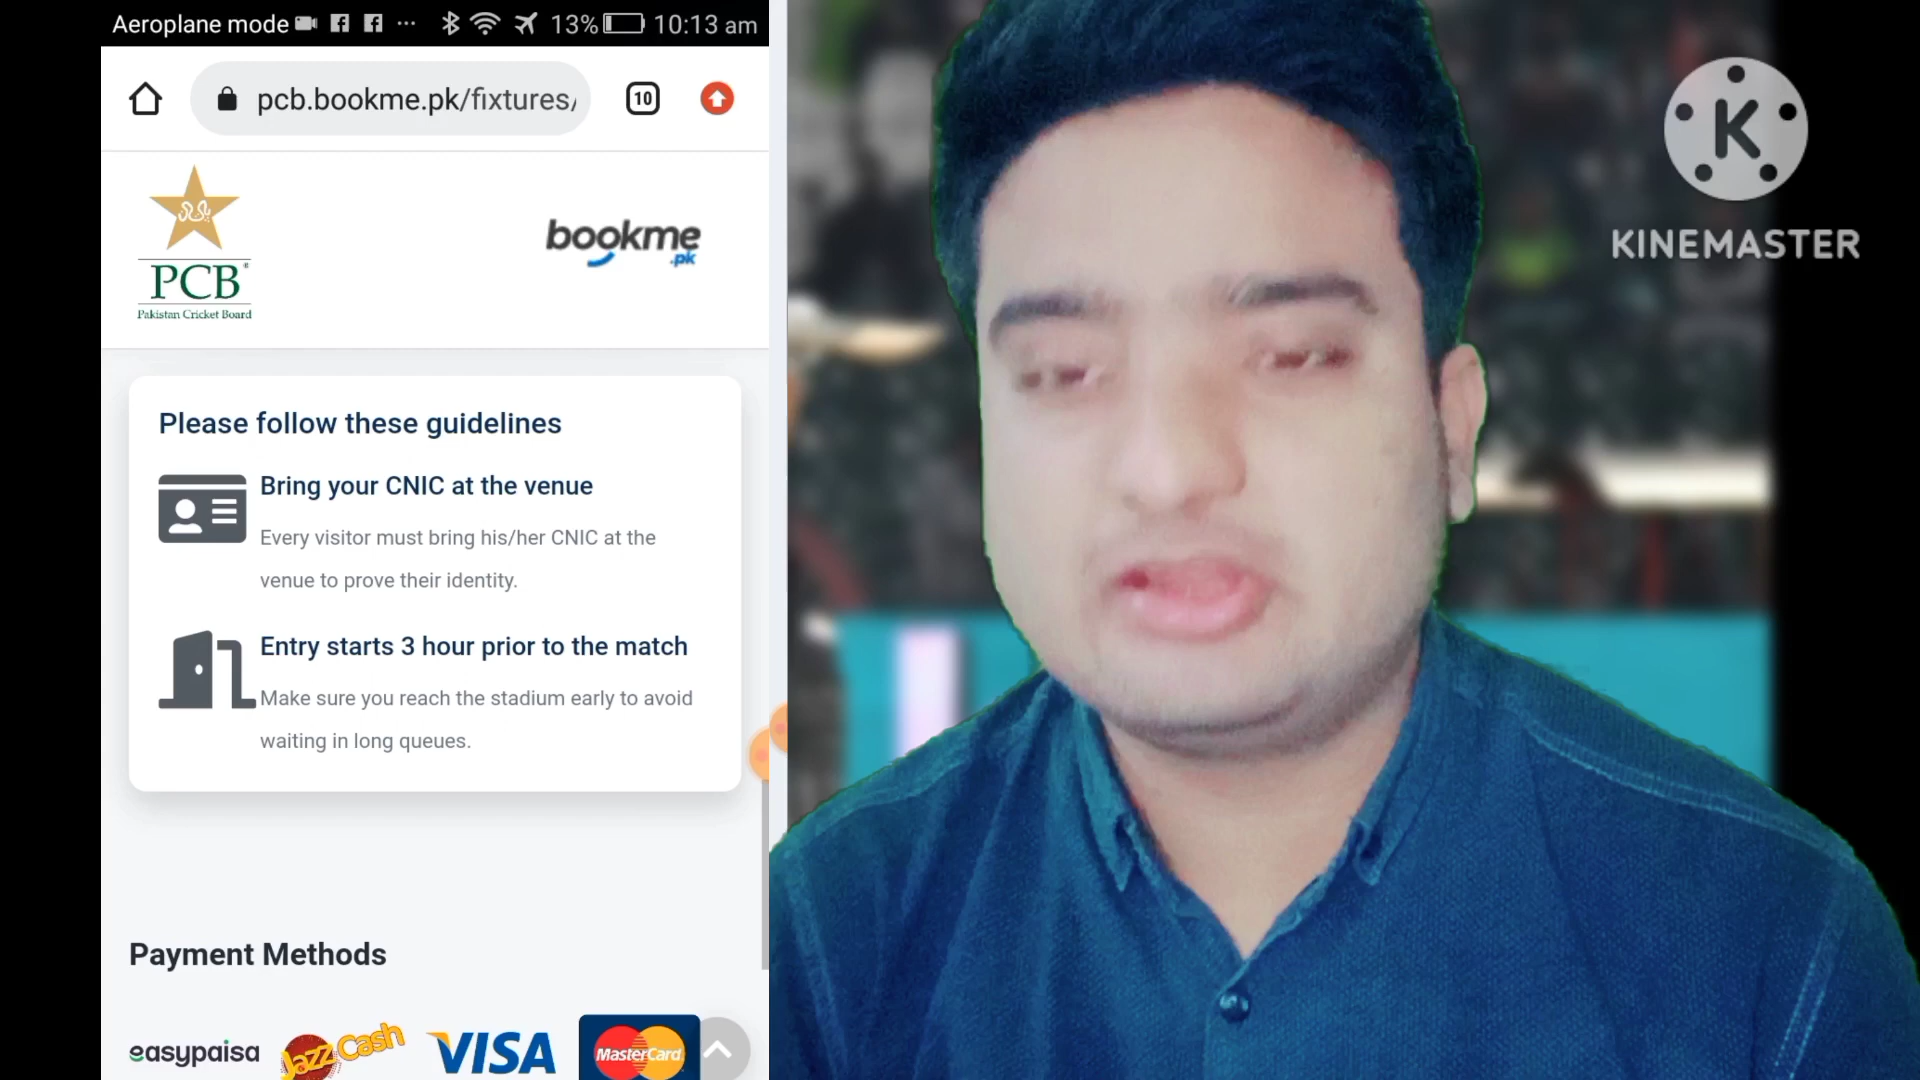 Aeroplane mode ... 13% 10:13 am
pcb.bookme.pk/fixtures/
10
PCB
Pakistan Cricket Board
bookme
.pk
Please follow these guidelines
Bring your CNIC at the venue
Every visitor must bring his/her CNIC at the
venue to prove their identity.
Entry starts 3 hour prior to the match
Make sure you reach the stadium early to avoid
waiting in long queues.
Payment Methods
easypaisa JazzCash VISA MasterCard
K
KINEMASTER